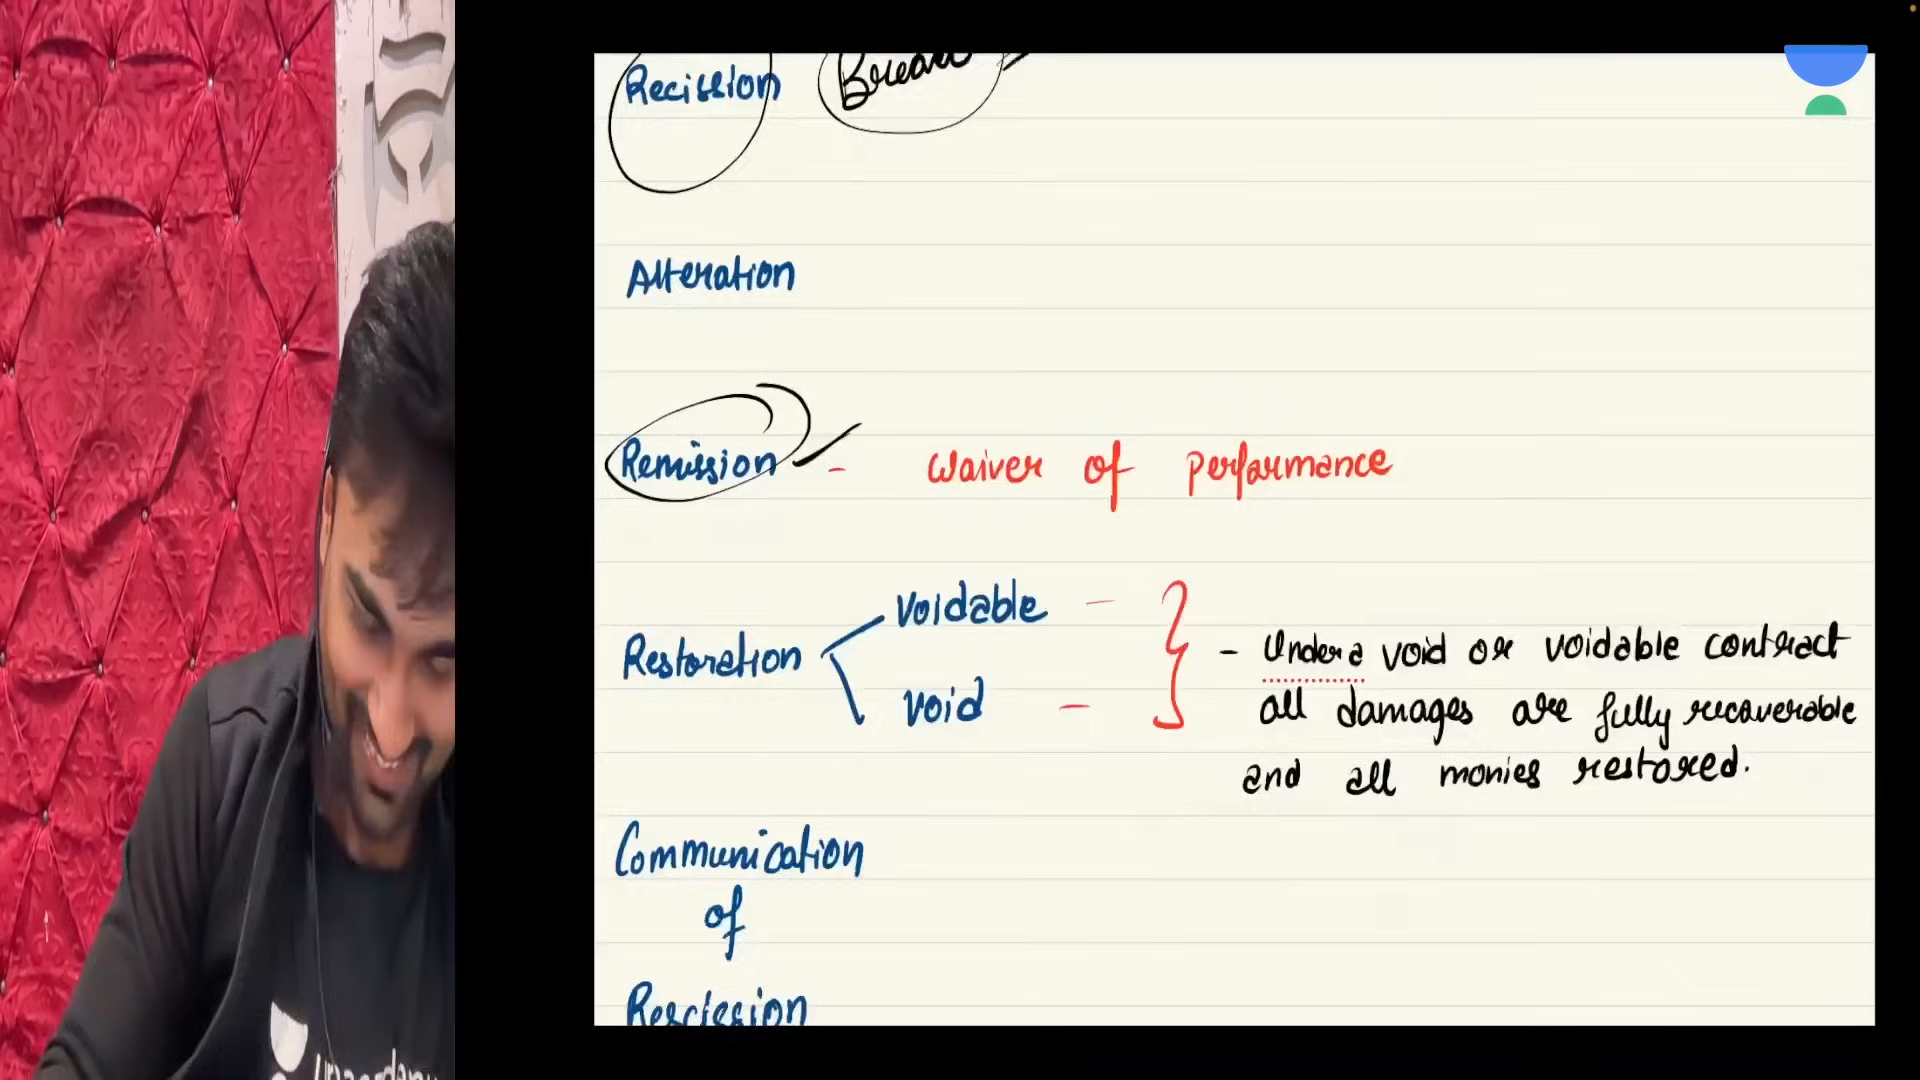 Recission
Alteration
Remission - waiver of performance
Restoration voidable -
void -
- Under a void or voidable contract
all damages are fully recoverable
and all monies restored.
Communication
of
Resclession